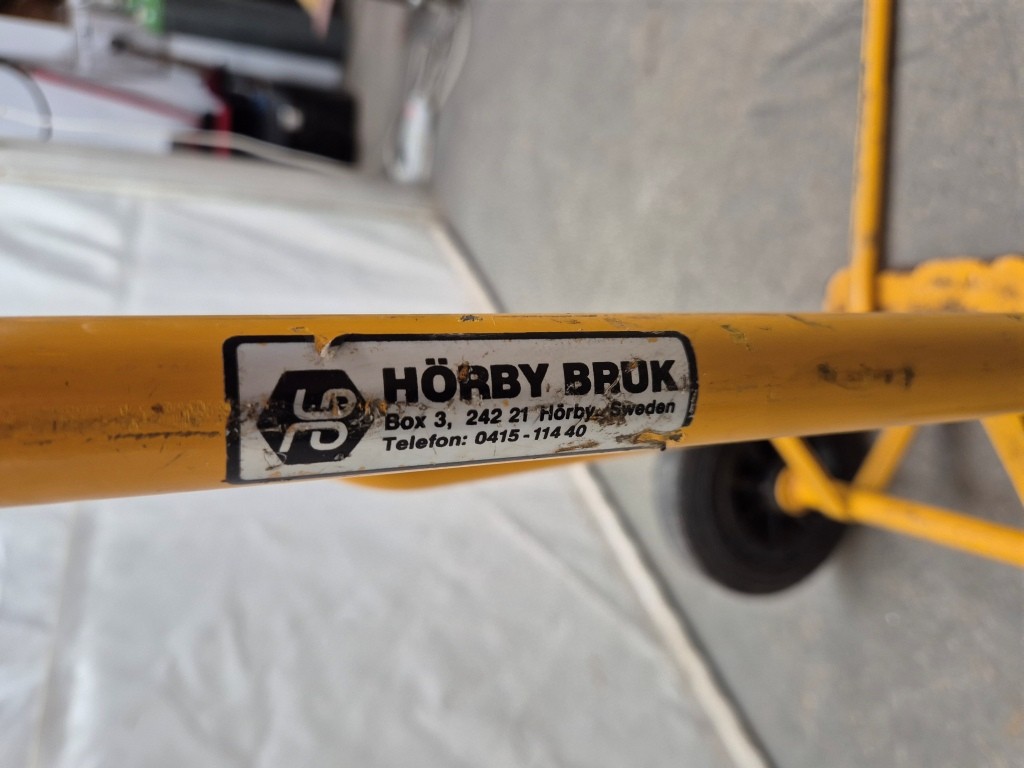 HÖRBY BRUK
Box 3, 242 21 Hörby, Sweden
Telefon: 0415-114 40